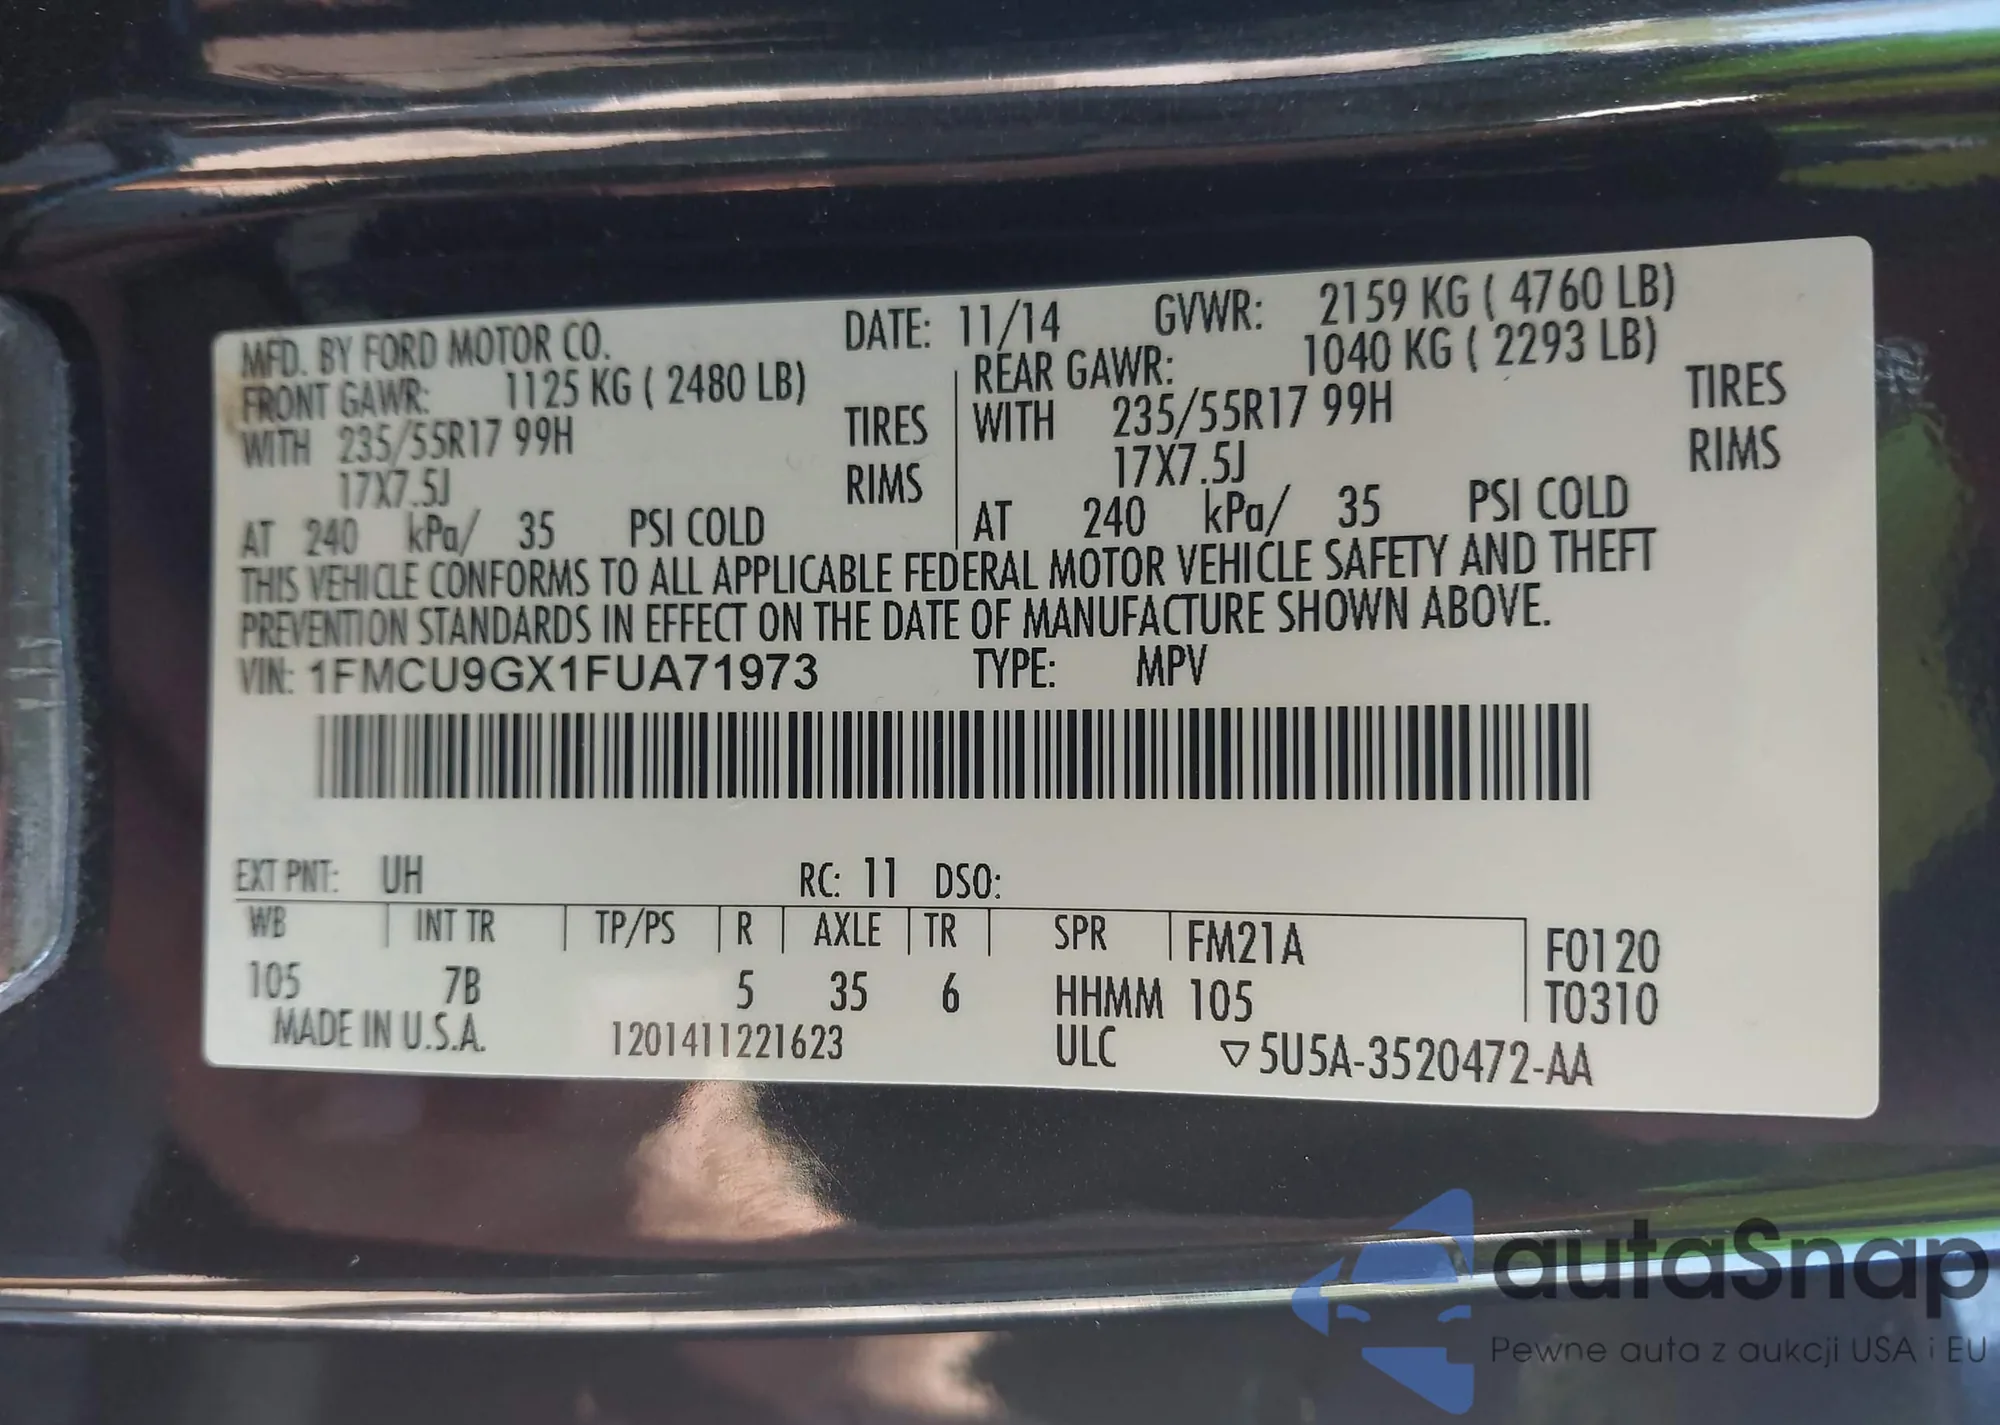 MFD. BY FORD MOTOR CO. DATE: 11/14 GVWR: 2159 KG ( 4760 LB)
FRONT GAWR: 1125 KG ( 2480 LB) REAR GAWR: 1040 KG ( 2293 LB)
WITH 235/55R17 99H TIRES WITH 235/55R17 99H TIRES
17X7.5J RIMS 17X7.5J RIMS
AT 240 kPa/ 35 PSI COLD AT 240 kPa/ 35 PSI COLD
THIS VEHICLE CONFORMS TO ALL APPLICABLE FEDERAL MOTOR VEHICLE SAFETY AND THEFT
PREVENTION STANDARDS IN EFFECT ON THE DATE OF MANUFACTURE SHOWN ABOVE.
VIN: 1FMCU9GX1FUA71973 TYPE: MPV
EXT PNT: UH RC: 11 DSO:
WB INT TR TP/PS R AXLE TR SPR FM21A F0120
105 7B 5 35 6 HHMM 105 T0310
MADE IN U.S.A. 1201411221623 ULC ▽5U5A-3520472-AA
autaSnap
Pewne auta z aukcji USA i EU